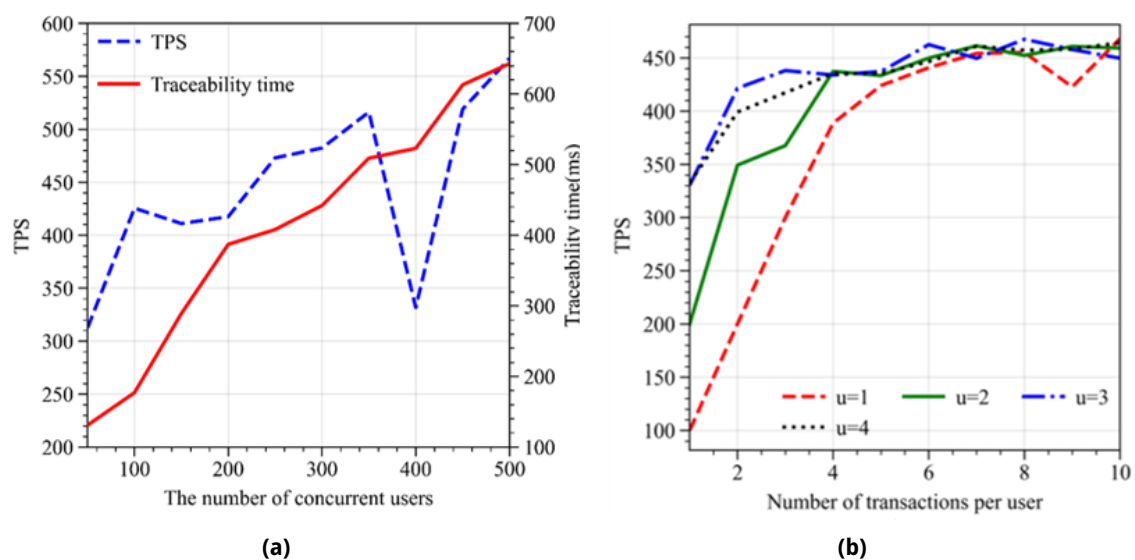 600
550
500
450
400
350
300
250
200
TPS
700
600
500
400
300
200
100
Traceability time(ms)
TPS
Traceability time
100 200 300 400 500
The number of concurrent users
(a)
450
400
350
300
250
200
150
100
TPS
u=1 u=2 u=3
u=4
2 4 6 8 10
Number of transactions per user
(b)